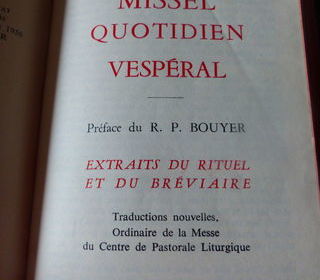 MISSEL
QUOTIDIEN
VESPÉRAL
Préface du R. P. BOUYER
EXTRAITS DU RITUEL
ET DU BRÉVIAIRE
Traductions nouvelles,
Ordinaire de la Messe
du Centre de Pastorale Liturgique